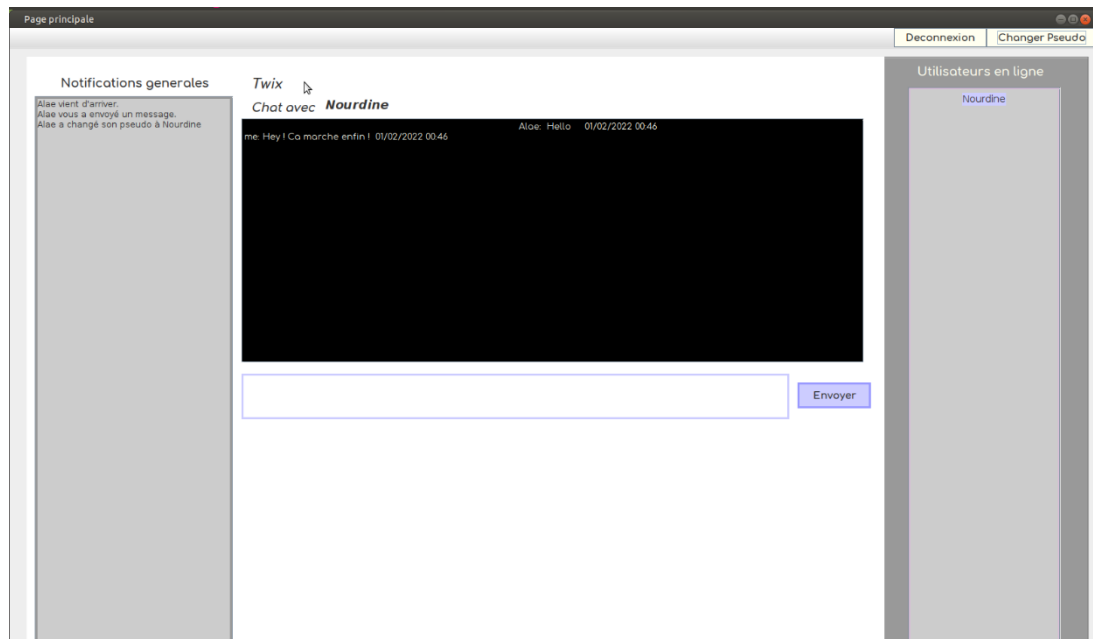 Page principale
Deconnexion
Changer Pseudo
Notifications generales
Alae vient d'arriver.
Alae vous a envoyé un message.
Alae a changé son pseudo à Nourdine
Twix
Chat avec Nourdine
Alae: Hello 01/02/2022 00:46
me: Hey ! Ca marche enfin ! 01/02/2022 00:46
Envoyer
Utilisateurs en ligne
Nourdine